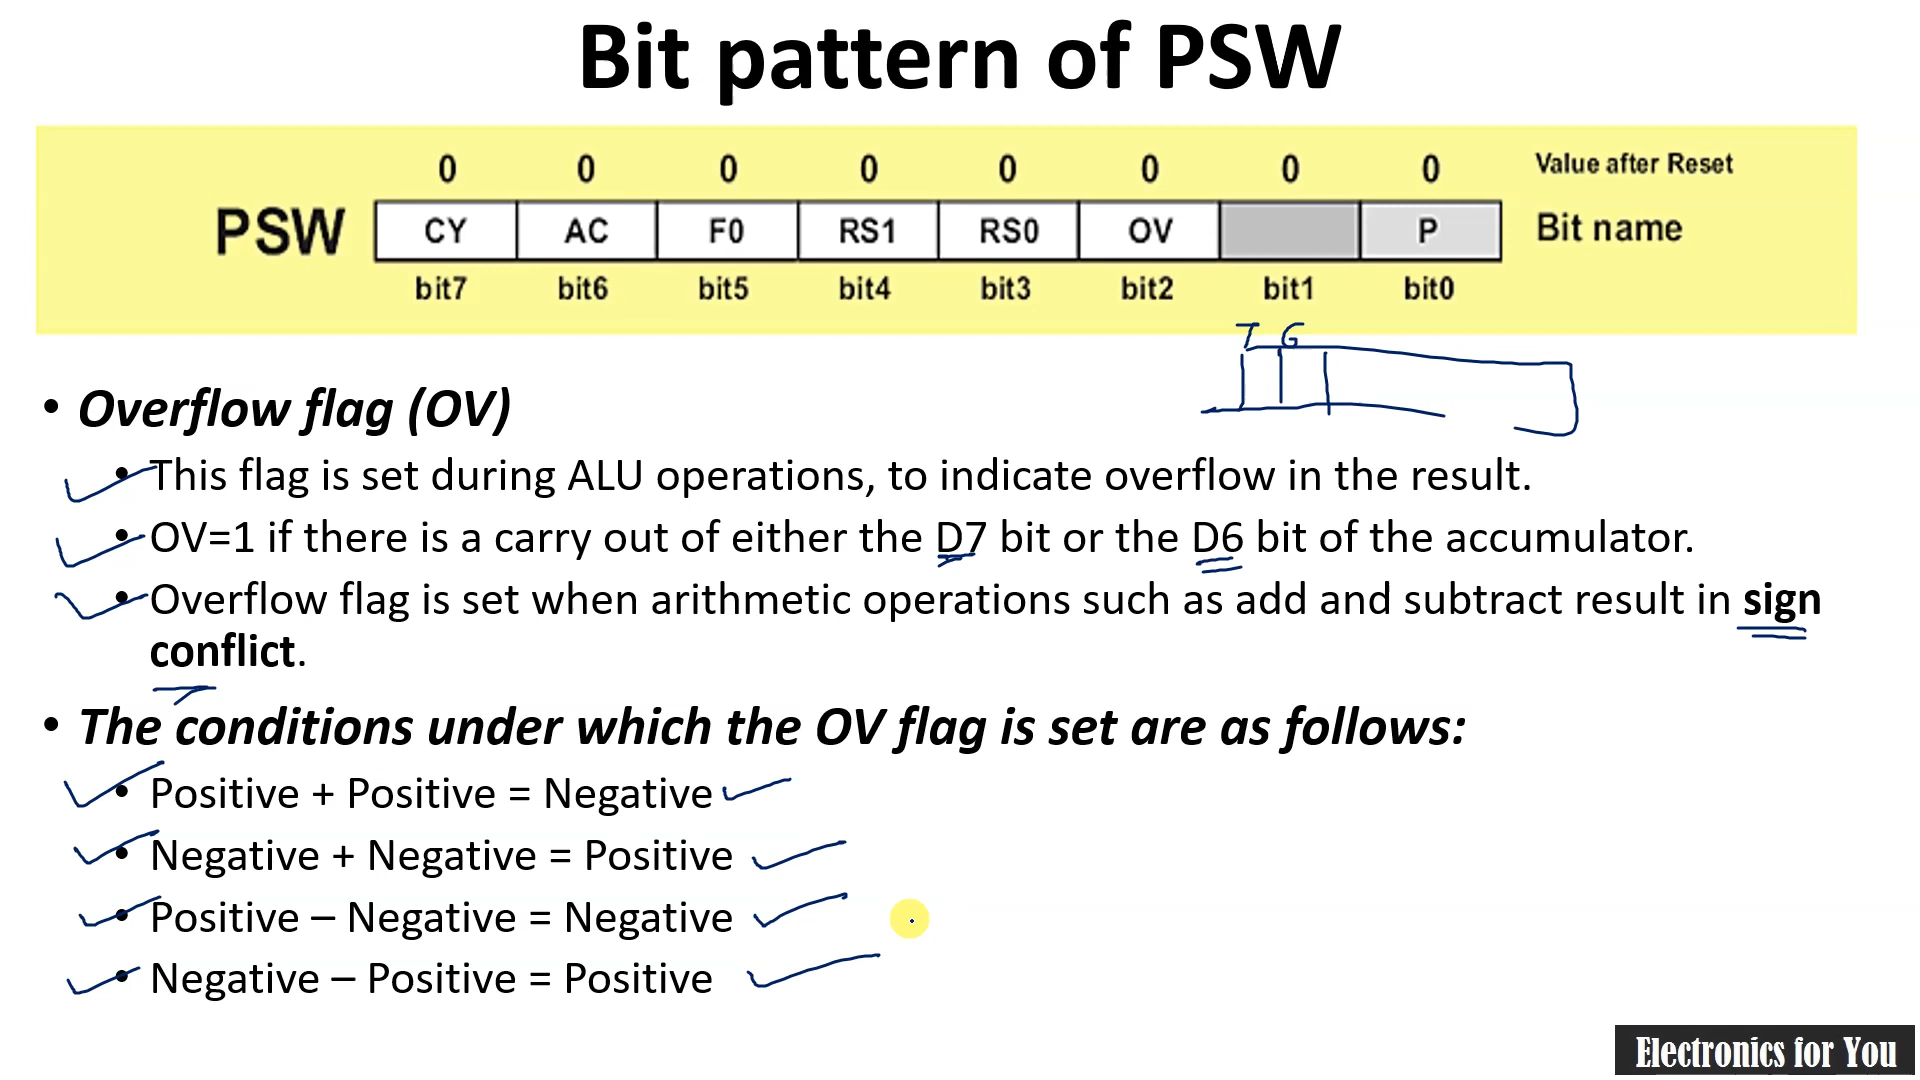 Bit pattern of PSW
0 0 0 0 0 0 0 0 Value after Reset
PSW CY AC F0 RS1 RS0 OV P Bit name
bit7 bit6 bit5 bit4 bit3 bit2 bit1 bit0
7 6
• Overflow flag (OV)
• This flag is set during ALU operations, to indicate overflow in the result.
• OV=1 if there is a carry out of either the D7 bit or the D6 bit of the accumulator.
• Overflow flag is set when arithmetic operations such as add and subtract result in sign
conflict.
• The conditions under which the OV flag is set are as follows:
• Positive + Positive = Negative
• Negative + Negative = Positive
• Positive – Negative = Negative
• Negative – Positive = Positive
Electronics for You